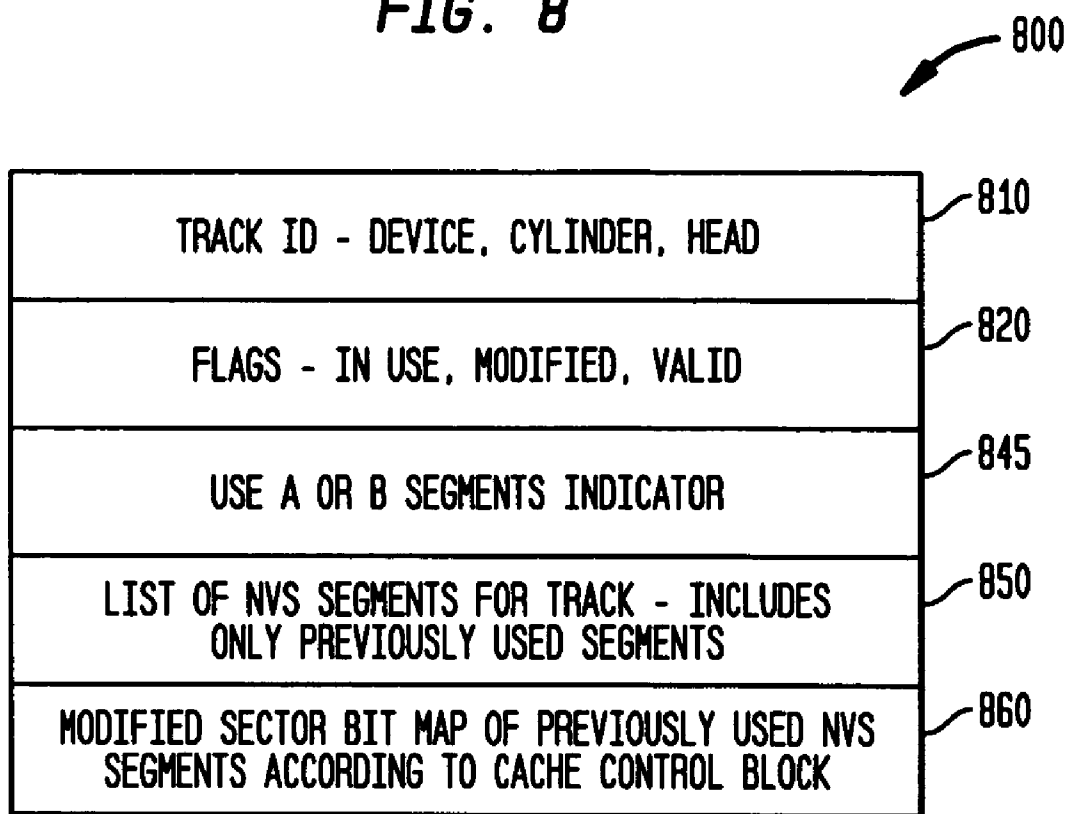 FIG. 8
800
TRACK ID - DEVICE, CYLINDER, HEAD
810
FLAGS - IN USE, MODIFIED, VALID
820
USE A OR B SEGMENTS INDICATOR
845
LIST OF NVS SEGMENTS FOR TRACK - INCLUDES
ONLY PREVIOUSLY USED SEGMENTS
850
MODIFIED SECTOR BIT MAP OF PREVIOUSLY USED NVS
SEGMENTS ACCORDING TO CACHE CONTROL BLOCK
860